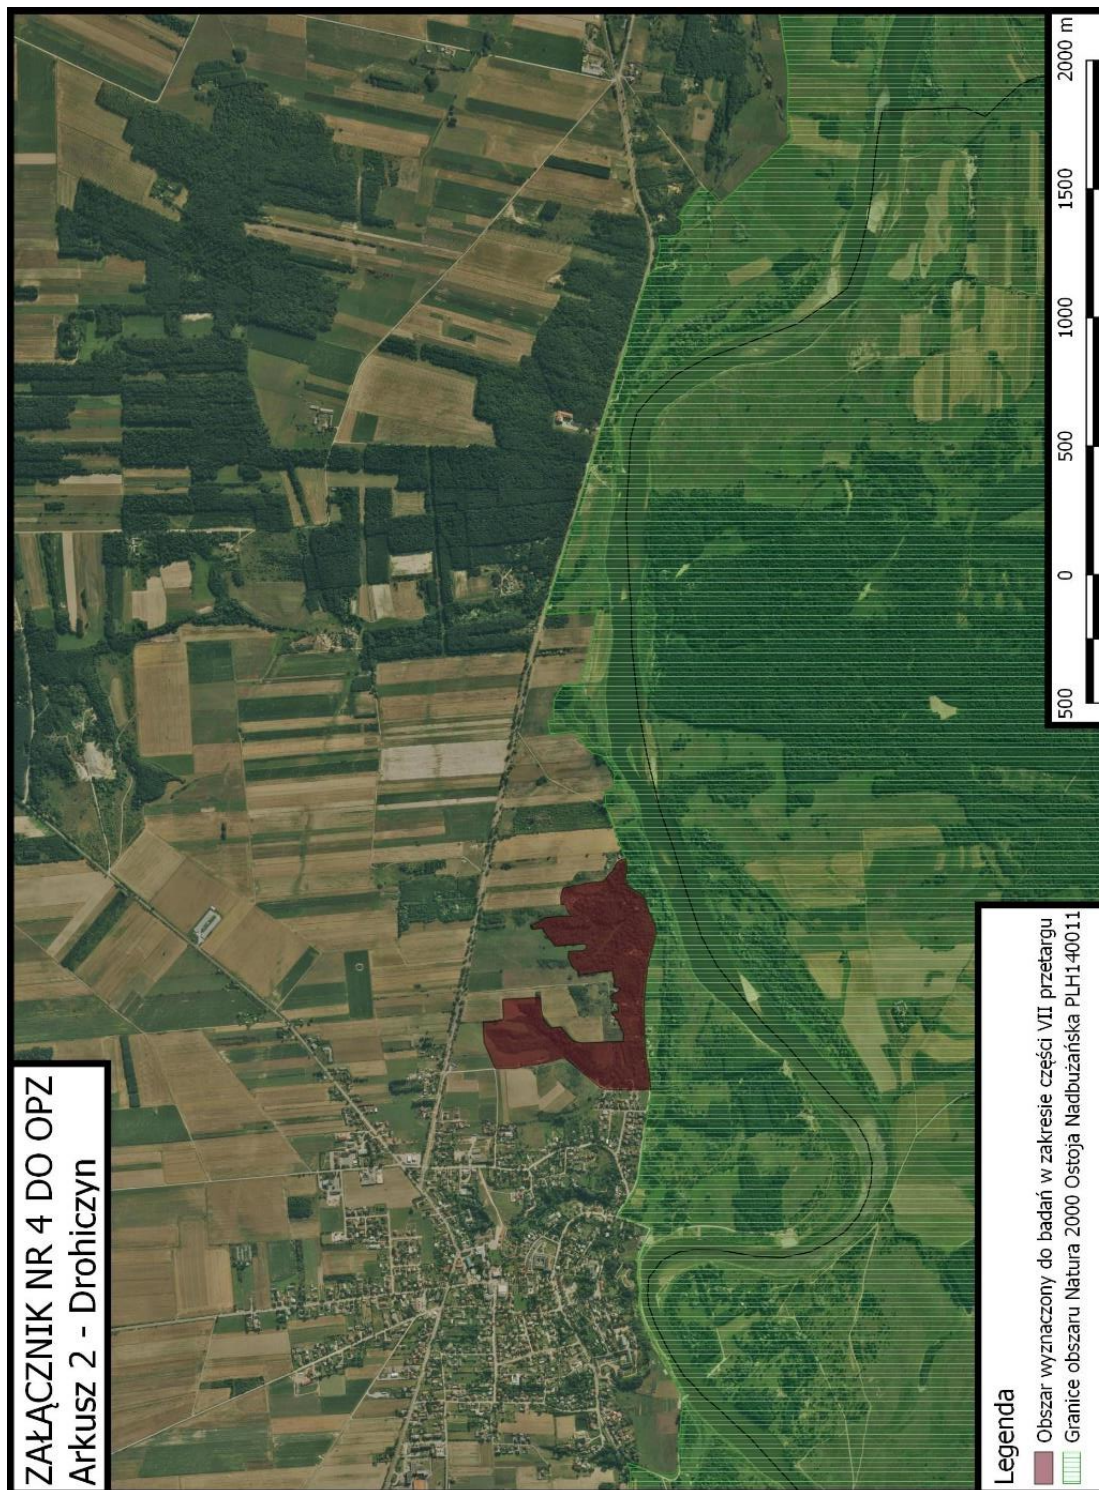 ZAŁĄCZNIK NR 4 DO OPZ
Arkusz 2 - Drohiczyn
Legenda
Obszar wyznaczony do badań w zakresie części VII przetargu
Granice obszaru Natura 2000 Ostoja Nadbużańska PLH140011
500 0 500 1000 1500 2000 m